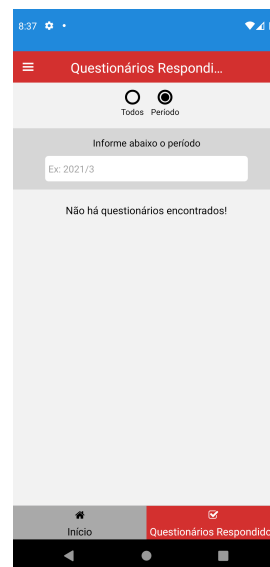 8:37
Questionários Respondi...
Todos Período
Informe abaixo o período
Ex: 2021/3
Não há questionários encontrados!
Início Questionários Respondido